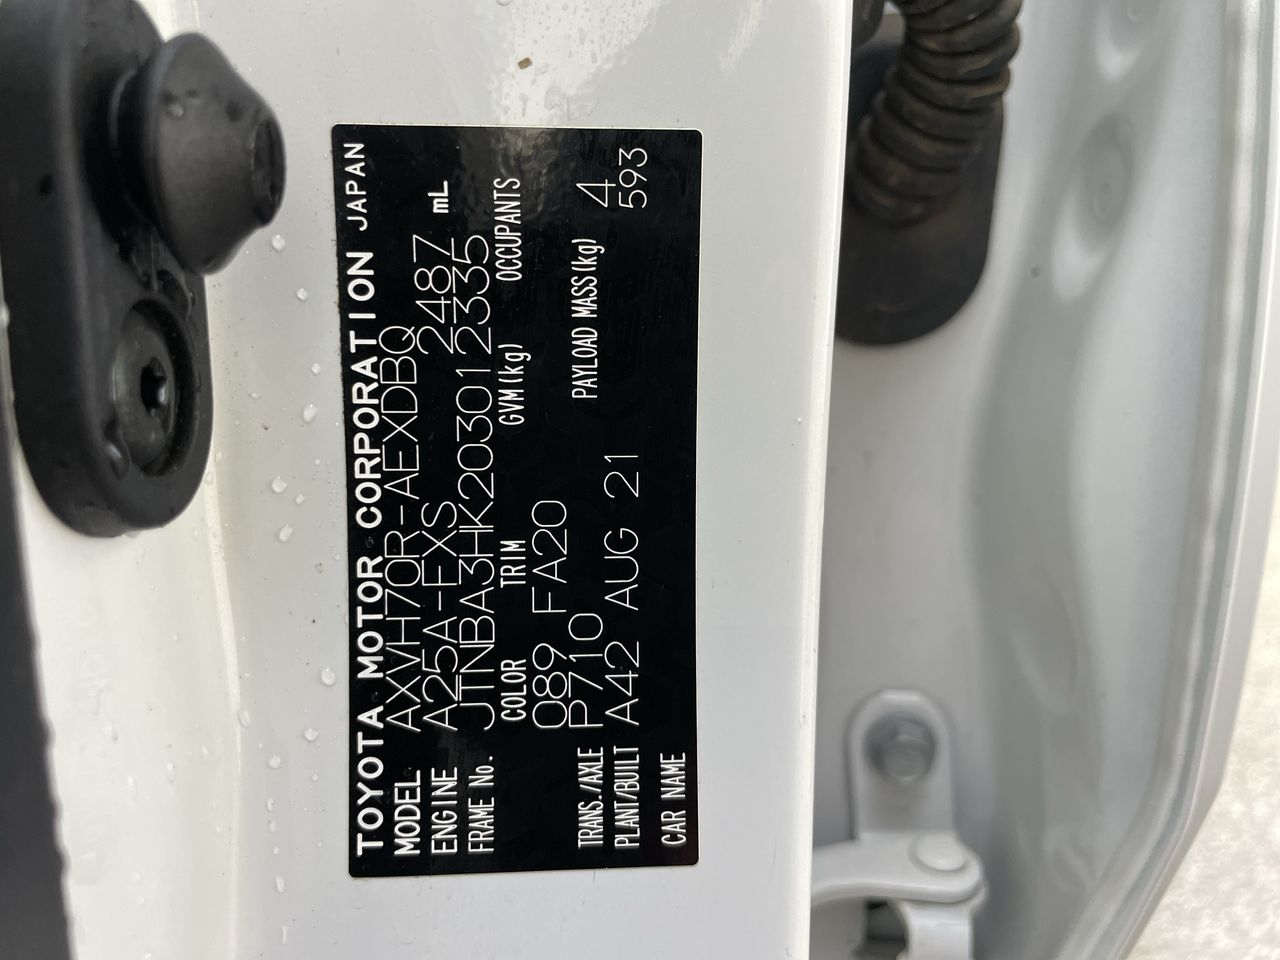 TOYOTA MOTOR CORPORATION JAPAN
MODEL AXVH70R-AEXDBQ
ENGINE A25A-FXS 2487 mL
FRAME No. JTNBA3HK203012335
COLOR TRIM GVM(kg) OCCUPANTS
089 FA20
TRANS./AXLE P710 PAYLOAD MASS(kg) 4
PLANT/BUILT A42 AUG 21 593
CAR NAME